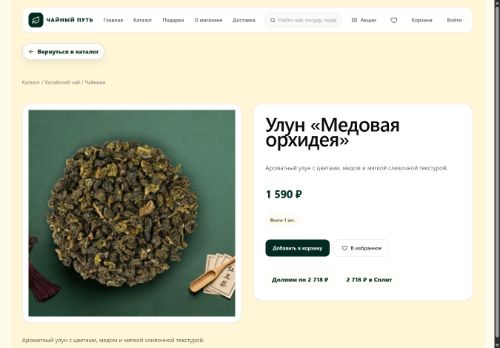 ЧАЙНЫЙ ПУТЬ
Главная Каталог Подарки О магазине Доставка Найти чай, посуду, пода Акции Корзина Войти
← Вернуться в каталог
Каталог / Китайский чай / Чайники
Улун «Медовая
орхидея»
Ароматный улун с цветами, медом и мягкой сливочной текстурой.
1 590 ₽
Всего 1 шт.
Добавить в корзину В избранное
Долями по 2 718 ₽ 2 718 ₽ в Сплит
Ароматный улун с цветами, медом и мягкой сливочной текстурой.